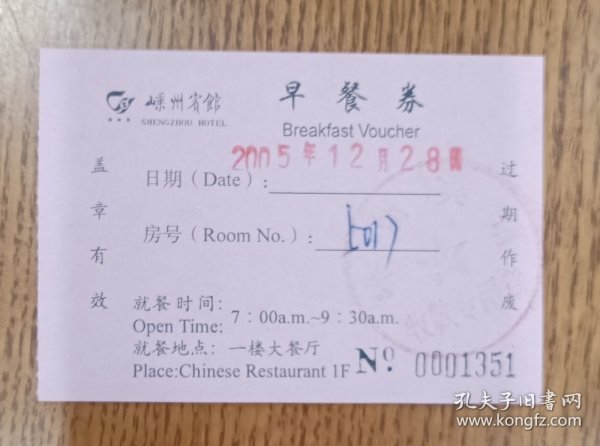 嵊州宾館
SHENGZHOU HOTEL
早餐券
Breakfast Voucher
盖章有效
日期（Date）:
2005年12月28日
房号（Room No.）:
过期作废
就餐时间:
Open Time: 7：00a.m.~9：30a.m.
就餐地点: 一楼大餐厅
Place:Chinese Restaurant 1F
Nº 0001351
孔夫子旧书网
www.kongfz.com